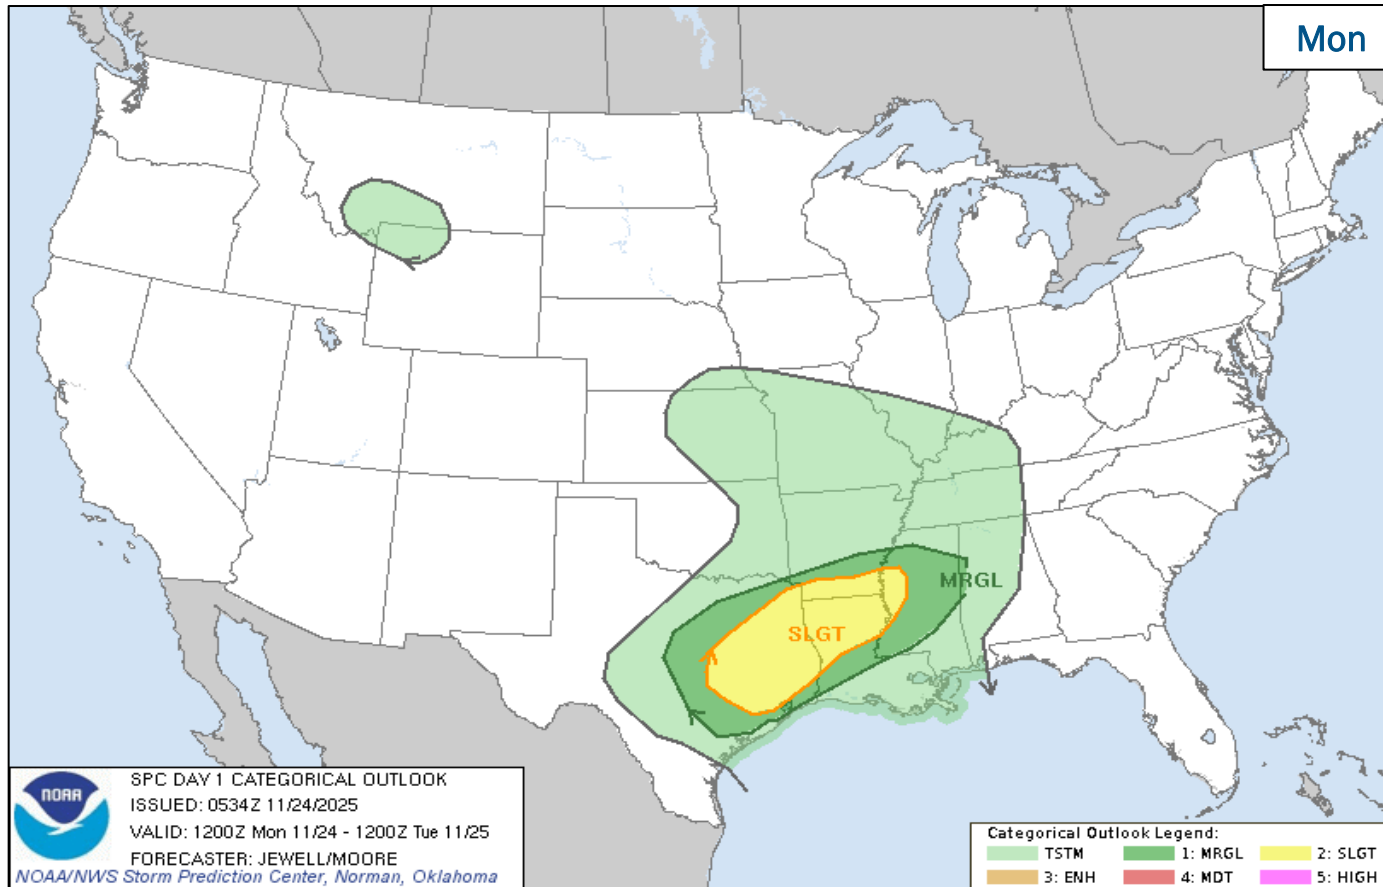 Mon
MRGL
SLGT
NOAA
SPC DAY 1 CATEGORICAL OUTLOOK
ISSUED: 0534Z 11/24/2025
VALID: 1200Z Mon 11/24 - 1200Z Tue 11/25
FORECASTER: JEWELL/MOORE
NOAA/NWS Storm Prediction Center, Norman, Oklahoma
Categorical Outlook Legend:
TSTM 1: MRGL 2: SLGT
3: ENH 4: MDT 5: HIGH